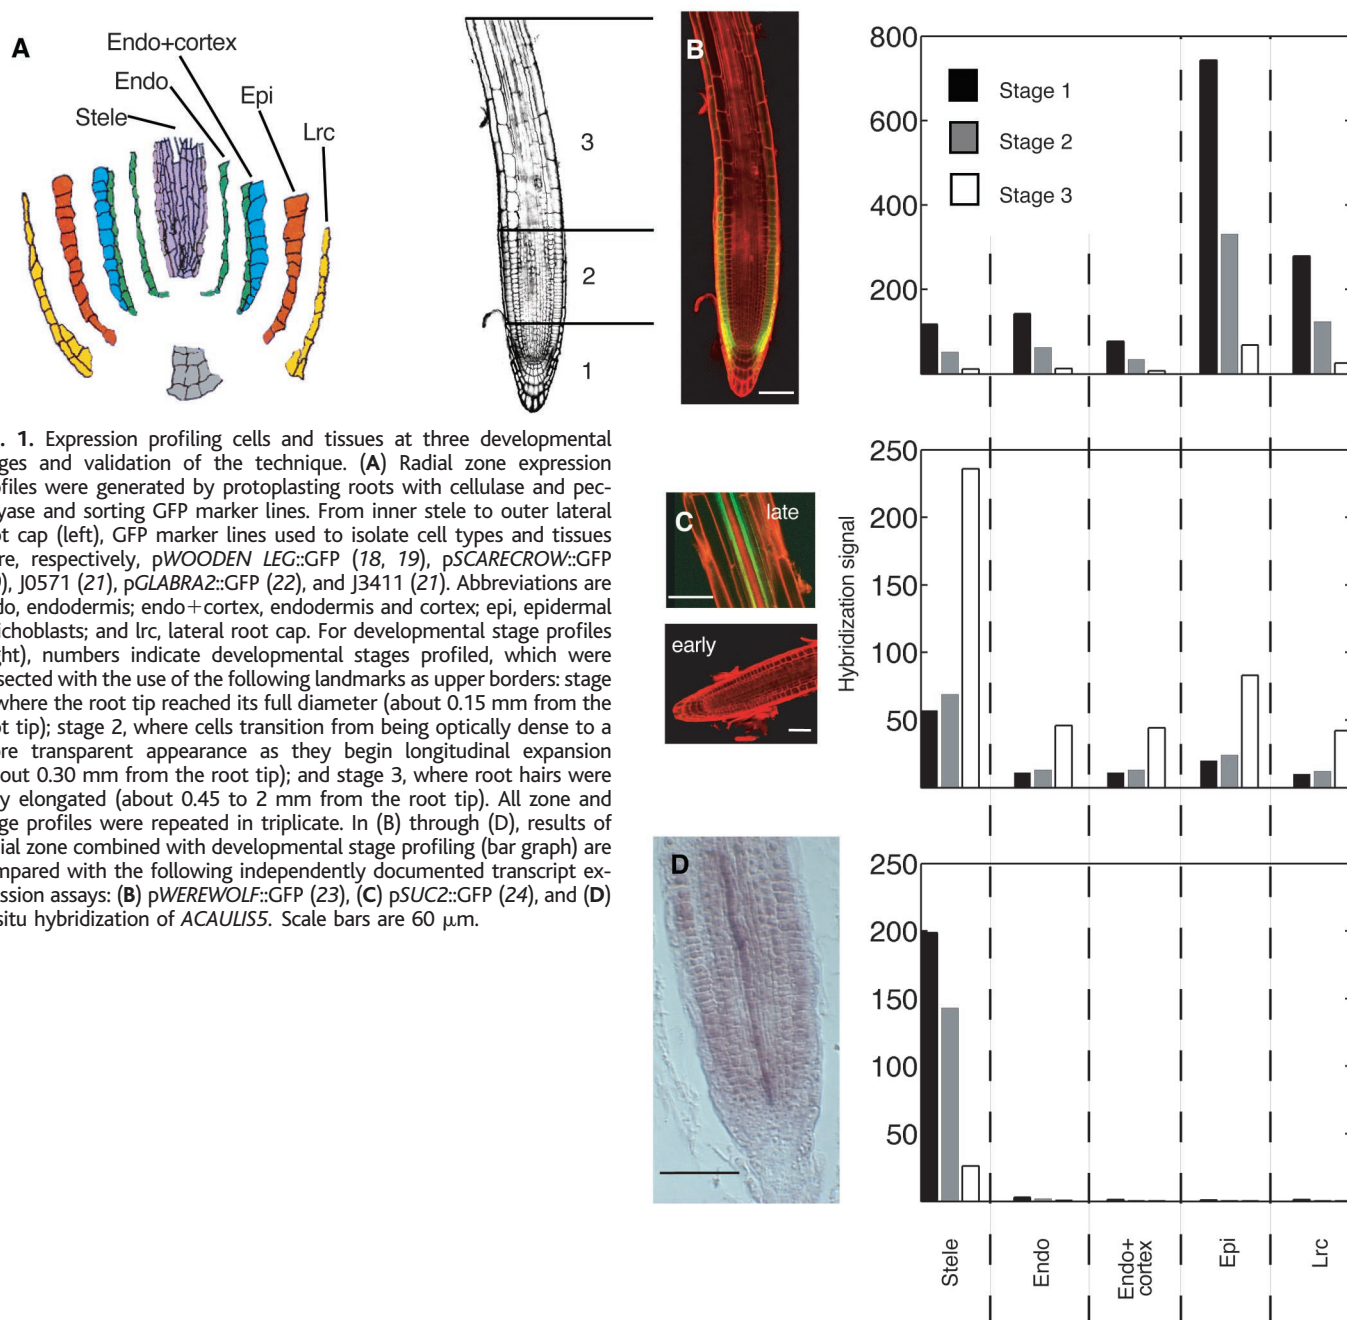 A
Endo+cortex
Endo
Epi
Stele
Lrc
3
2
1
B
800
600
400
200
Stage 1
Stage 2
Stage 3
. 1. Expression profiling cells and tissues at three developmental
ges and validation of the technique. (A) Radial zone expression
files were generated by protoplasting roots with cellulase and pec-
yase and sorting GFP marker lines. From inner stele to outer lateral
t cap (left), GFP marker lines used to isolate cell types and tissues
re, respectively, pWOODEN LEG::GFP (18, 19), pSCARECROW::GFP
), J0571 (21), pGLABRA2::GFP (22), and J3411 (21). Abbreviations are
do, endodermis; endo+cortex, endodermis and cortex; epi, epidermal
ichoblasts; and lrc, lateral root cap. For developmental stage profiles
ht), numbers indicate developmental stages profiled, which were
sected with the use of the following landmarks as upper borders: stage
where the root tip reached its full diameter (about 0.15 mm from the
t tip); stage 2, where cells transition from being optically dense to a
re transparent appearance as they begin longitudinal expansion
out 0.30 mm from the root tip); and stage 3, where root hairs were
y elongated (about 0.45 to 2 mm from the root tip). All zone and
ge profiles were repeated in triplicate. In (B) through (D), results of
ial zone combined with developmental stage profiling (bar graph) are
mpared with the following independently documented transcript ex-
ession assays: (B) pWEREWOLF::GFP (23), (C) pSUC2::GFP (24), and (D)
situ hybridization of ACAULIS5. Scale bars are 60 μm.
C
late
early
Hybridization signal
250
200
150
100
50
D
250
200
150
100
50
Stele
Endo
Endo+
cortex
Epi
Lrc